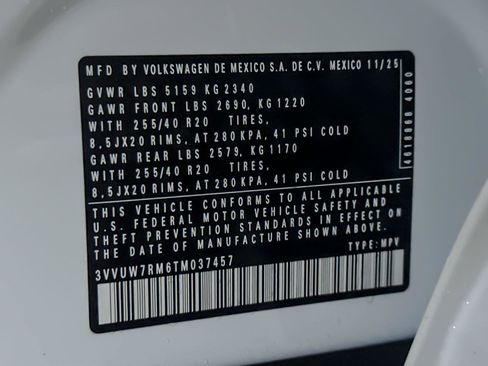 MFD BY VOLKSWAGEN DE MEXICO S.A. DE C.V. MEXICO 11/25
GVWR LBS 5159 KG 2340
GAWR FRONT LBS 2690, KG 1220
WITH 255/40 R20 TIRES,
8,5JX20 RIMS, AT 280 KPA, 41 PSI COLD
GAWR REAR LBS 2579, KG 1170
WITH 255/40 R20 TIRES,
8,5JX20 RIMS, AT 280 KPA, 41 PSI COLD
THIS VEHICLE CONFORMS TO ALL APPLICABLE
U.S. FEDERAL MOTOR VEHICLE SAFETY AND
THEFT PREVENTION STANDARDS IN EFFECT ON
THE DATE OF MANUFACTURE SHOWN ABOVE.
3VVUW7RM6TM037457 TYPE: MPV
4618068 4060